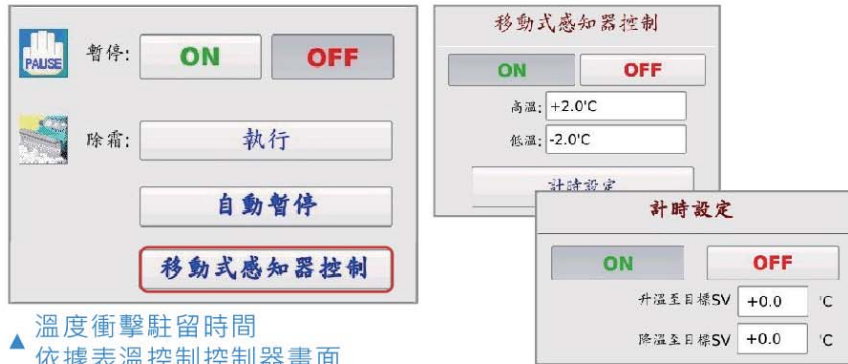 PAUSE
暫停: ON OFF
除霜: 執行
自動暫停
移動式感知器控制
▲ 溫度衝擊駐留時間
依據表溫控制控制器畫面
移動式感知器控制
ON OFF
高溫: +2.0'C
低溫: -2.0'C
計時設定
計時設定
ON OFF
升溫至目標SV +0.0 'C
降溫至目標SV +0.0 'C